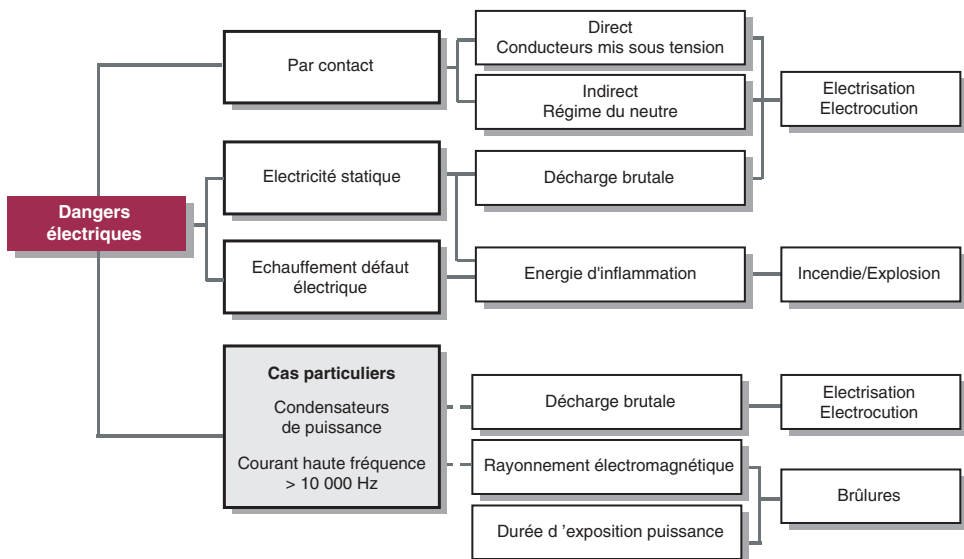 Dangers
électriques
Par contact
Direct
Conducteurs mis sous tension
Indirect
Régime du neutre
Electrisation
Electrocution
Electricité statique
Décharge brutale
Echauffement défaut
électrique
Energie d'inflammation
Incendie/Explosion
Cas particuliers
Condensateurs
de puissance
Courant haute fréquence
> 10 000 Hz
Décharge brutale
Electrisation
Electrocution
Rayonnement électromagnétique
Durée d 'exposition puissance
Brûlures